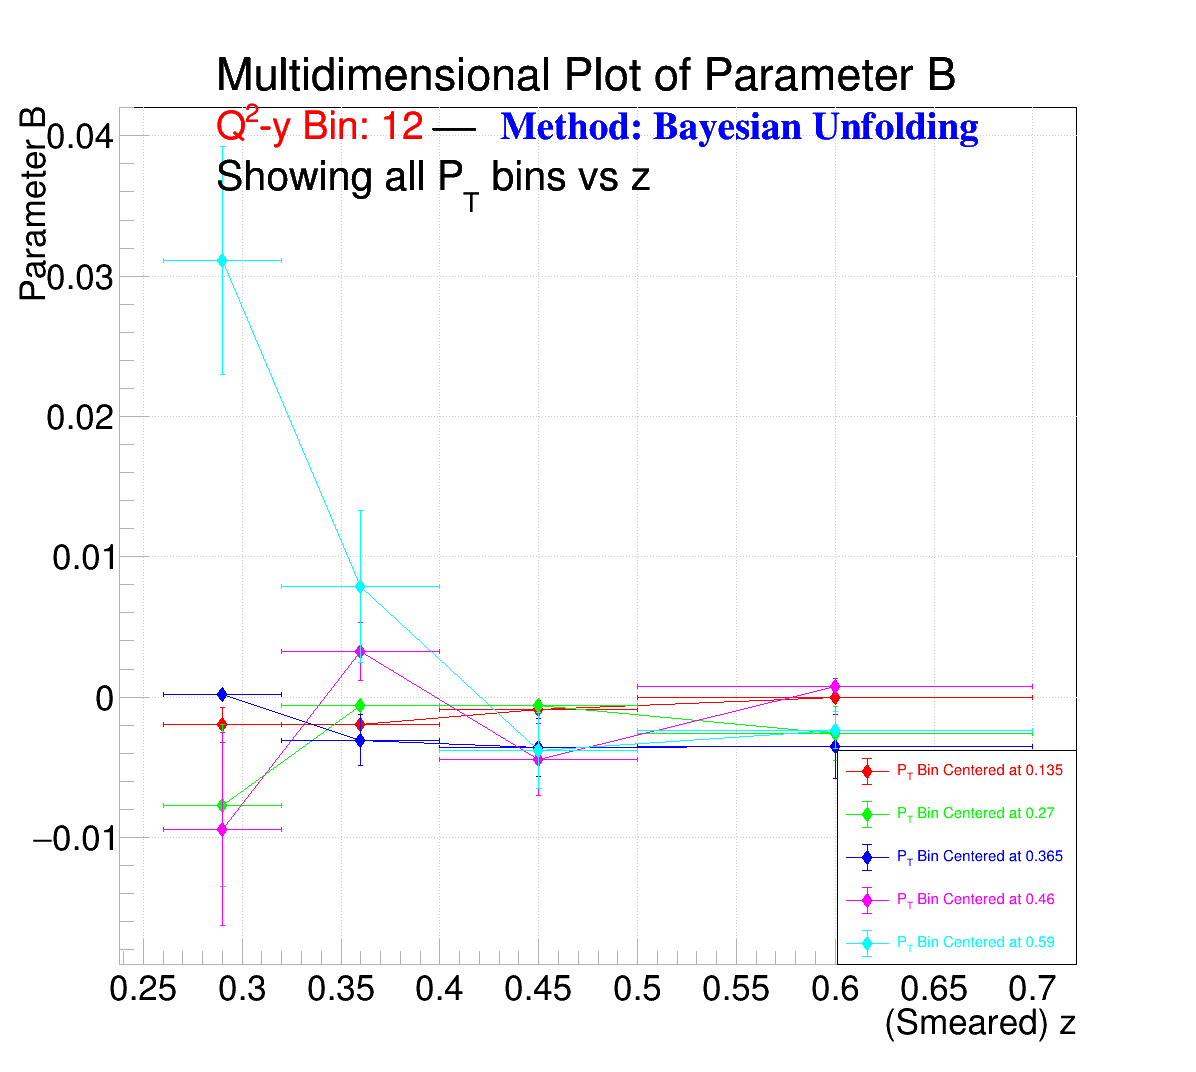 Multidimensional Plot of Parameter B
Q²-y Bin: 12 — Method: Bayesian Unfolding
Showing all P_T bins vs z
Parameter B
0.04
0.03
0.02
0.01
0
−0.01
P_T Bin Centered at 0.135
P_T Bin Centered at 0.27
P_T Bin Centered at 0.365
P_T Bin Centered at 0.46
P_T Bin Centered at 0.59
0.25 0.3 0.35 0.4 0.45 0.5 0.55 0.6 0.65 0.7
(Smeared) z